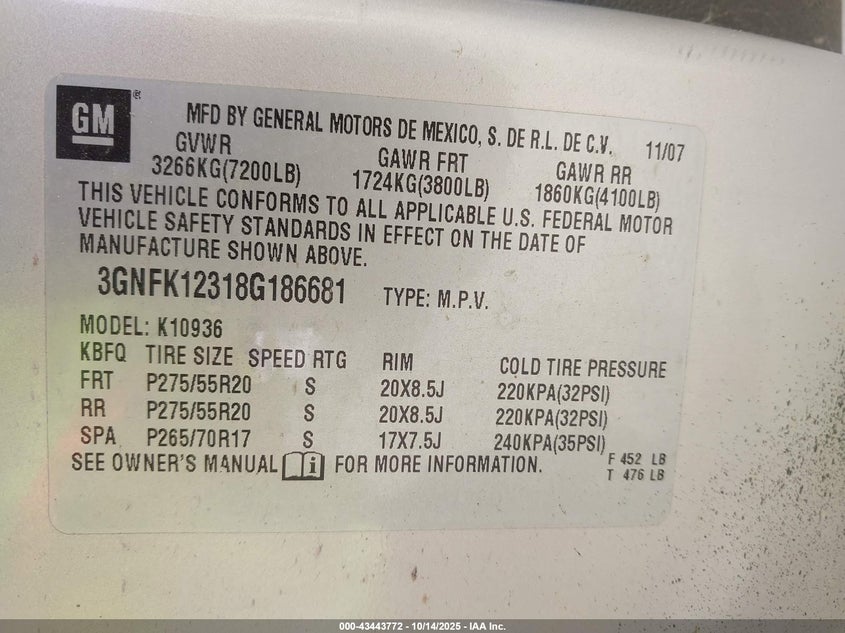 GM ®
MFD BY GENERAL MOTORS DE MEXICO, S. DE R.L. DE C.V. 11/07
GVWR GAWR FRT GAWR RR
3266KG(7200LB) 1724KG(3800LB) 1860KG(4100LB)
THIS VEHICLE CONFORMS TO ALL APPLICABLE U.S. FEDERAL MOTOR
VEHICLE SAFETY STANDARDS IN EFFECT ON THE DATE OF
MANUFACTURE SHOWN ABOVE.
3GNFK12318G186681 TYPE: M.P.V.
MODEL: K10936
KBFQ TIRE SIZE SPEED RTG RIM COLD TIRE PRESSURE
FRT P275/55R20 S 20X8.5J 220KPA(32PSI)
RR P275/55R20 S 20X8.5J 220KPA(32PSI)
SPA P265/70R17 S 17X7.5J 240KPA(35PSI)
SEE OWNER'S MANUAL i FOR MORE INFORMATION.
F 452 LB
T 476 LB
000-43443772 - 10/14/2025 - IAA Inc.